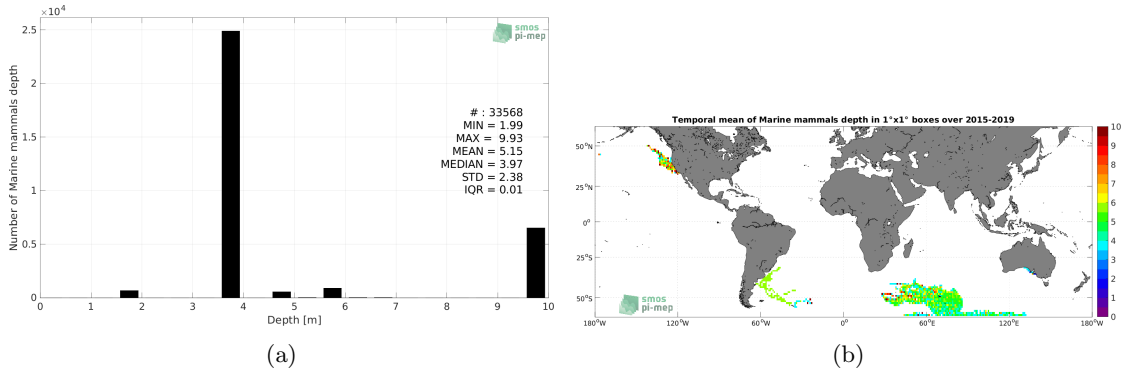 ×10⁴
2.5
2
1.5
1
0.5
0
Number of Marine mammals depth
0 1 2 3 4 5 6 7 8 9 10
Depth [m]
smos
pi-mep
# : 33568
MIN = 1.99
MAX = 9.93
MEAN = 5.15
MEDIAN = 3.97
STD = 2.38
IQR = 0.01
(a)
Temporal mean of Marine mammals depth in 1°x1° boxes over 2015-2019
50°N
25°N
0°
25°S
50°S
180°W 120°W 60°W 0° 60°E 120°E 180°W
smos
pi-mep
10
9
8
7
6
5
4
3
2
1
0
(b)